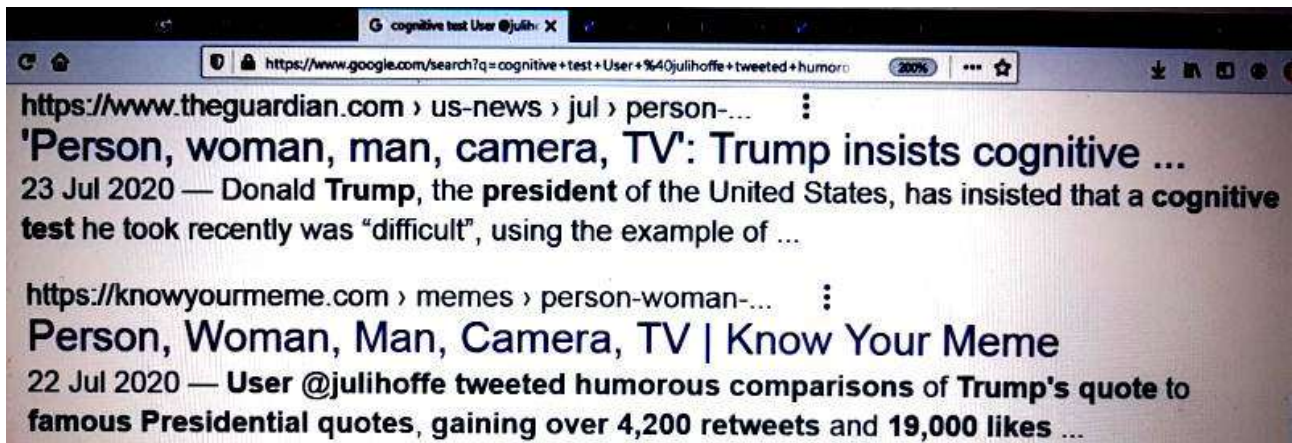 G cognitive test User @julih
https://www.google.com/search?q=cognitive+test+User+%40julihoffe+tweeted+humoro 200%
https://www.theguardian.com › us-news › jul › person-...
'Person, woman, man, camera, TV': Trump insists cognitive ...
23 Jul 2020 — Donald Trump, the president of the United States, has insisted that a cognitive
test he took recently was “difficult”, using the example of ...
https://knowyourmeme.com › memes › person-woman-...
Person, Woman, Man, Camera, TV | Know Your Meme
22 Jul 2020 — User @julihoffe tweeted humorous comparisons of Trump's quote to
famous Presidential quotes, gaining over 4,200 retweets and 19,000 likes ...